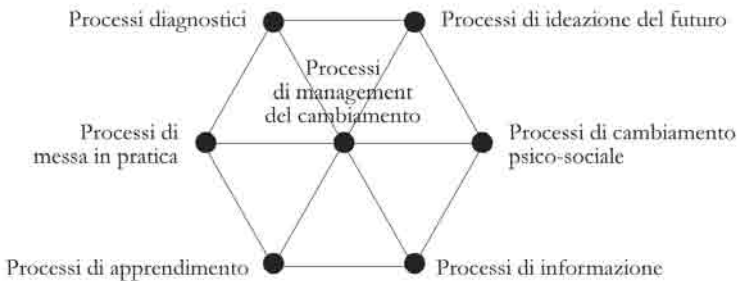 Processi diagnostici
Processi di ideazione del futuro
Processi
di management
del cambiamento
Processi di
messa in pratica
Processi di cambiamento
psico-sociale
Processi di apprendimento
Processi di informazione